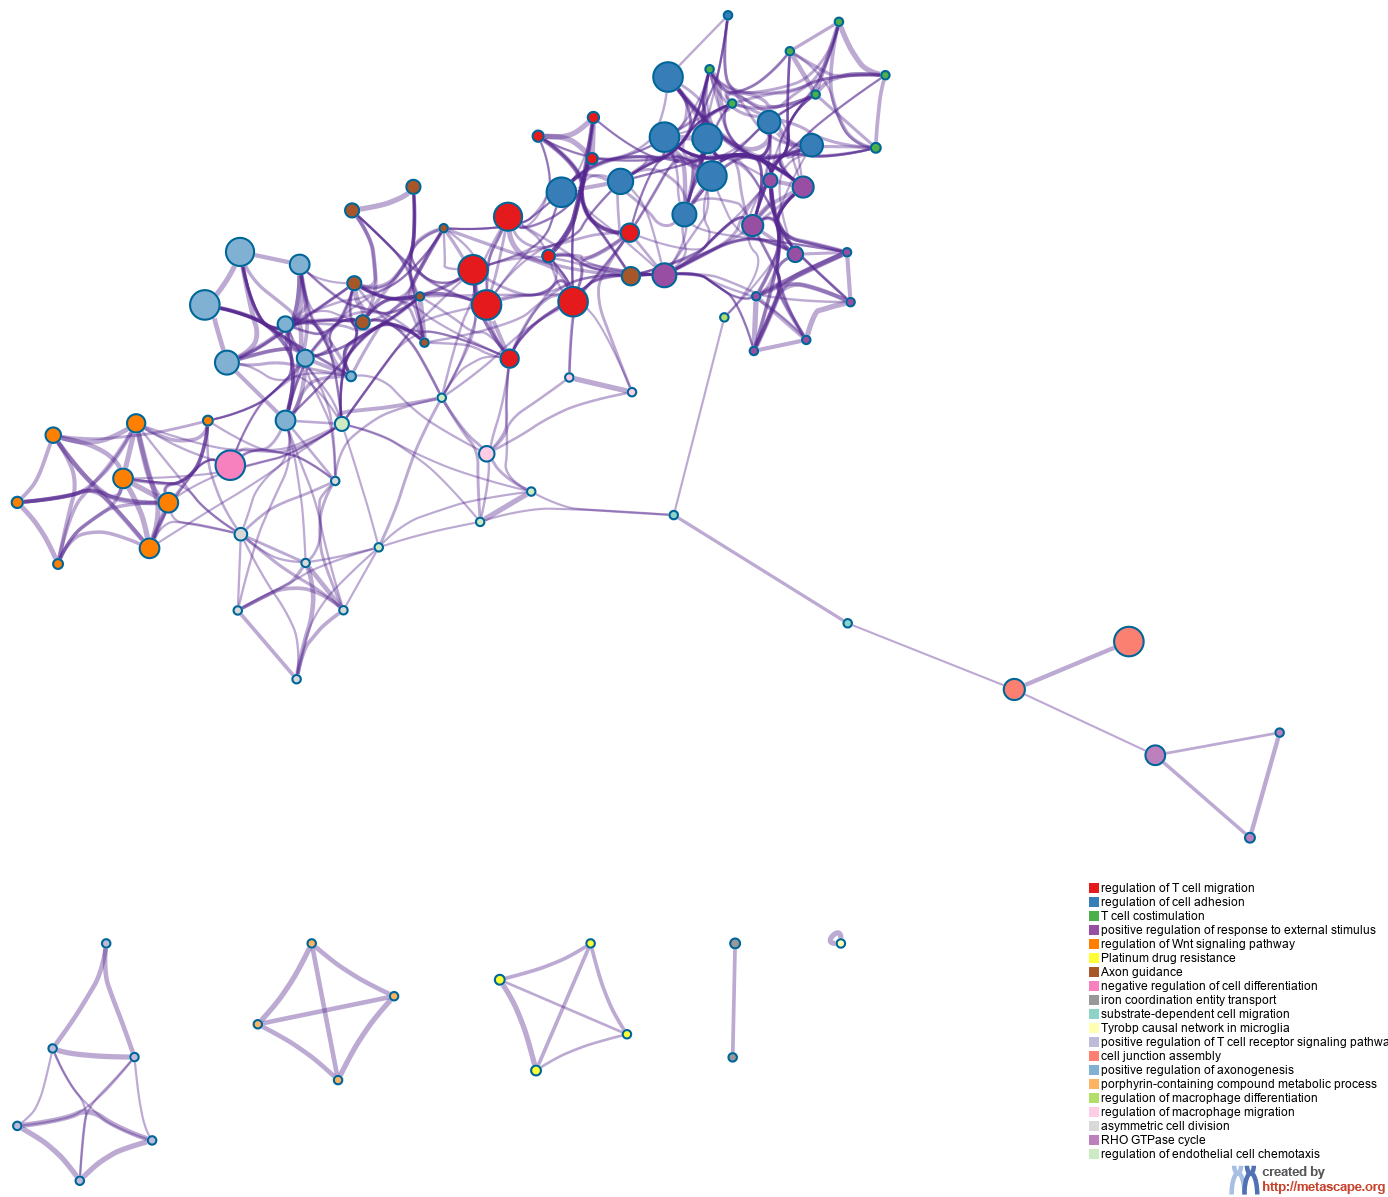 regulation of T cell migration
regulation of cell adhesion
T cell costimulation
positive regulation of response to external stimulus
regulation of Wnt signaling pathway
Platinum drug resistance
Axon guidance
negative regulation of cell differentiation
iron coordination entity transport
substrate-dependent cell migration
Tyrobp causal network in microglia
positive regulation of T cell receptor signaling pathwa
cell junction assembly
positive regulation of axonogenesis
porphyrin-containing compound metabolic process
regulation of macrophage differentiation
regulation of macrophage migration
asymmetric cell division
RHO GTPase cycle
regulation of endothelial cell chemotaxis
created by
http://metascape.org